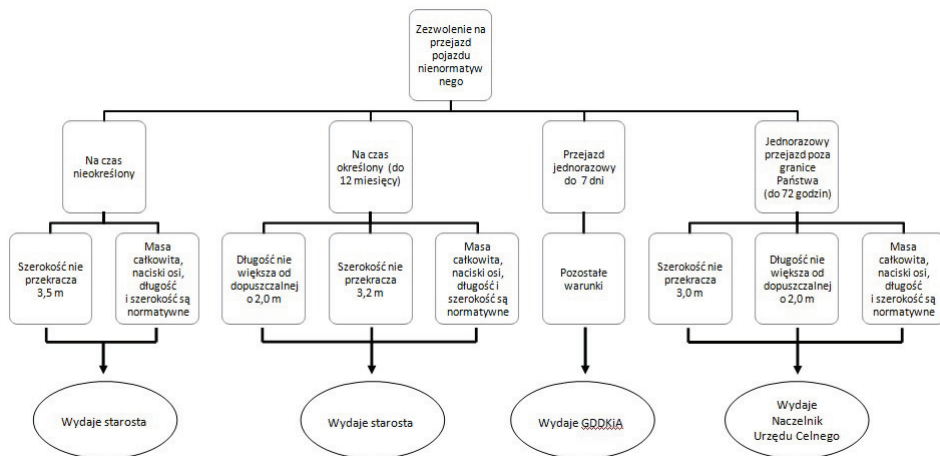 Zezwolenie na
przejazd
pojazdu
nienormatyw
nego
Na czas
nieokreślony
Na czas
określony (do
12 miesięcy)
Przejazd
jednorazowy
do 7 dni
Jednorazowy
przejazd poza
granice
Państwa
(do 72 godzin)
Szerokość nie
przekracza
3,5 m
Masa
całkowita,
naciski osi,
długość
i szerokość są
normatywne
Długość nie
większa od
dopuszczalnej
o 2,0 m
Szerokość nie
przekracza
3,2 m
Masa
całkowita,
naciski osi,
długość
i szerokość są
normatywne
Pozostałe
warunki
Szerokość nie
przekracza
3,0 m
Długość nie
większa od
dopuszczalnej
o 2,0 m
Masa
całkowita,
naciski osi,
długość
i szerokość są
normatywne
Wydaje starosta
Wydaje starosta
Wydaje GDDKiA
Wydaje
Naczelnik
Urzędu Celnego